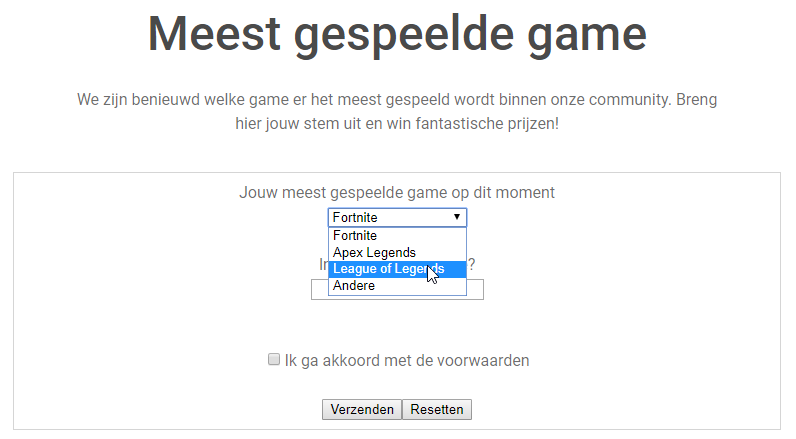 Meest gespeelde game
We zijn benieuwd welke game er het meest gespeeld wordt binnen onze community. Breng
hier jouw stem uit en win fantastische prijzen!
Jouw meest gespeelde game op dit moment
Fortnite
Fortnite
Apex Legends
League of Legends
?
Andere
Ik ga akkoord met de voorwaarden
Verzenden Resetten